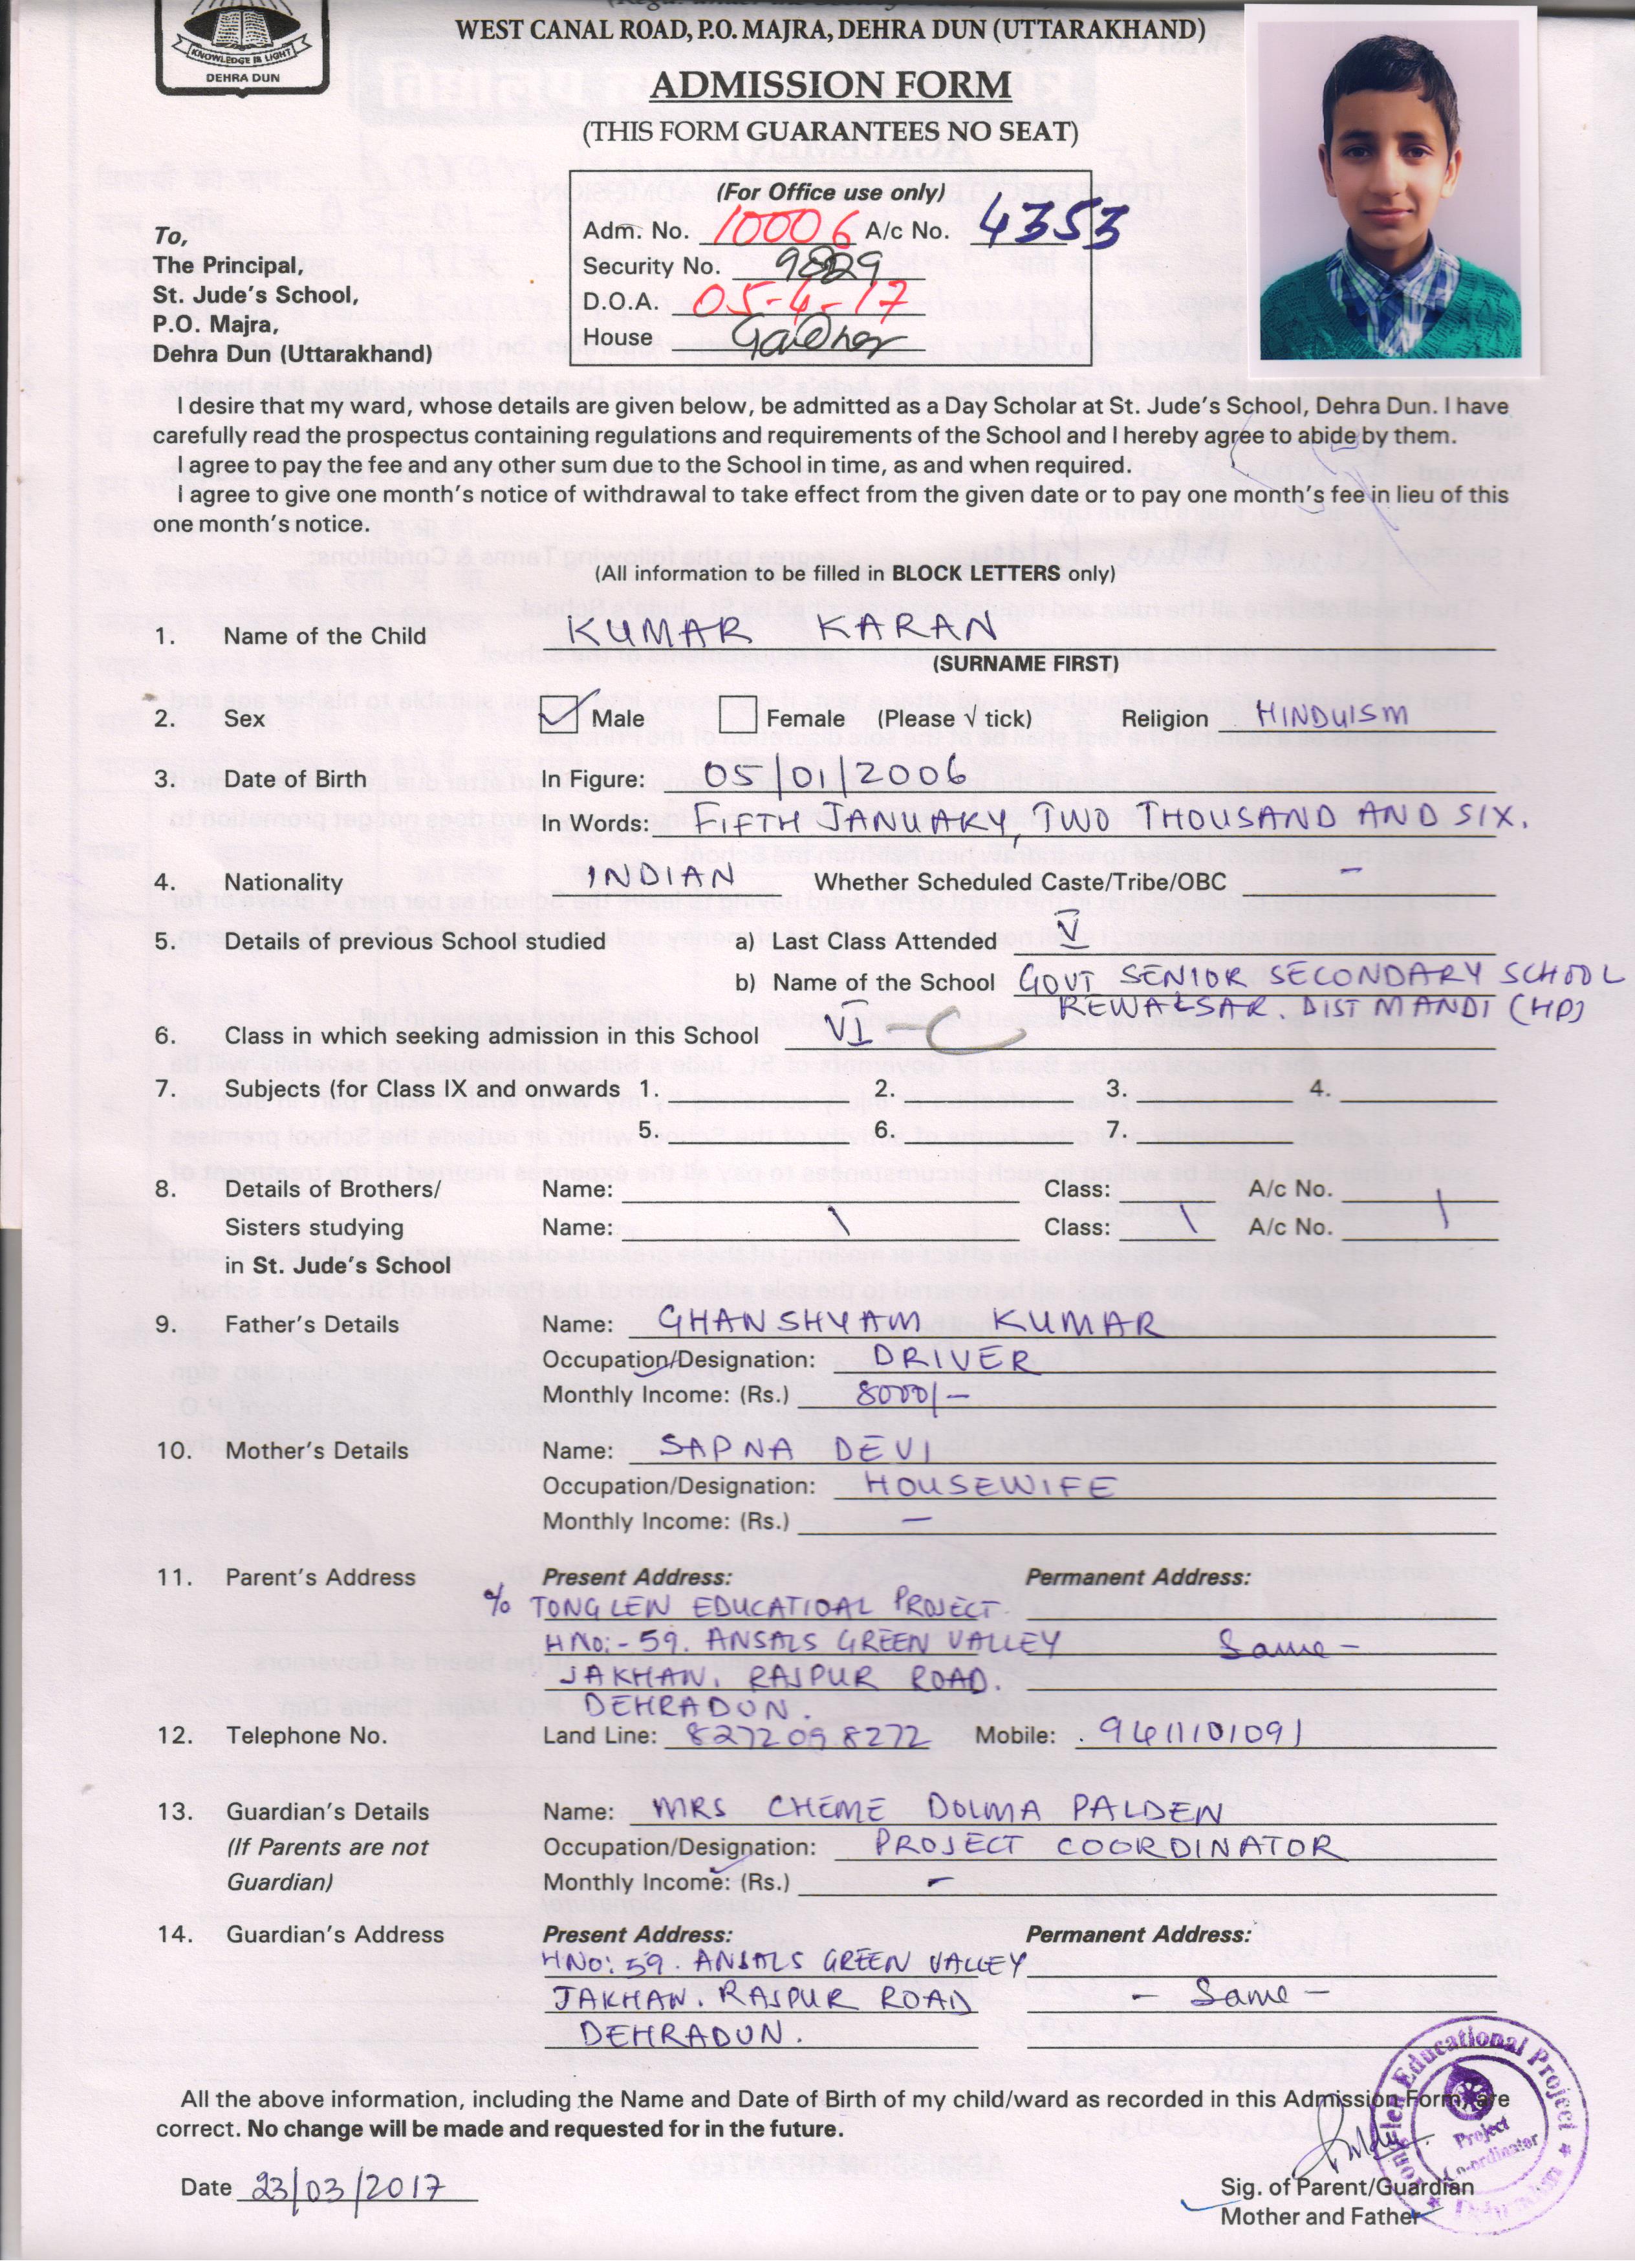 KNOWLEDGE IS LIGHT
DEHRA DUN
WEST CANAL ROAD, P.O. MAJRA, DEHRA DUN (UTTARAKHAND)
ADMISSION FORM
(THIS FORM GUARANTEES NO SEAT)
(For Office use only)
Adm. No. 10006 A/c No. 4353
Security No. 9829
D.O.A. 05-4-17
House
To,
The Principal,
St. Jude's School,
P.O. Majra,
Dehra Dun (Uttarakhand)
I desire that my ward, whose details are given below, be admitted as a Day Scholar at St. Jude's School, Dehra Dun. I have
carefully read the prospectus containing regulations and requirements of the School and I hereby agree to abide by them.
I agree to pay the fee and any other sum due to the School in time, as and when required.
I agree to give one month's notice of withdrawal to take effect from the given date or to pay one month's fee in lieu of this
one month's notice.
(All information to be filled in BLOCK LETTERS only)
1. Name of the Child KUMAR KARAN
(SURNAME FIRST)
2. Sex Male Female (Please √ tick) Religion HINDUISM
3. Date of Birth In Figure: 05/01/2006
In Words: FIFTH JANUARY, TWO THOUSAND AND SIX.
4. Nationality INDIAN Whether Scheduled Caste/Tribe/OBC -
5. Details of previous School studied a) Last Class Attended V
b) Name of the School GOVT SENIOR SECONDARY SCHOOL
REWALSAR. DIST MANDI (HP)
6. Class in which seeking admission in this School VI - C
7. Subjects (for Class IX and onwards 1. 2. 3. 4.
5. 6. 7.
8. Details of Brothers/ Name: Class: A/c No.
Sisters studying Name: \ Class: \ A/c No. \
in St. Jude's School
9. Father's Details Name: GHANSHYAM KUMAR
Occupation/Designation: DRIVER
Monthly Income: (Rs.) 8000/-
10. Mother's Details Name: SAPNA DEVI
Occupation/Designation: HOUSEWIFE
Monthly Income: (Rs.) -
11. Parent's Address Present Address: Permanent Address:
% TONGLEN EDUCATIOAL PROJECT
HNO:- 59. ANSALS GREEN VALLEY Same -
JAKHAN. RAJPUR ROAD.
DEHRADUN.
12. Telephone No. Land Line: 8272098272 Mobile: 9411101091
13. Guardian's Details Name: MRS CHEME DOLMA PALDEN
(If Parents are not Occupation/Designation: PROJECT COORDINATOR
Guardian) Monthly Income: (Rs.) -
14. Guardian's Address Present Address: Permanent Address:
HNO: 59. ANSALS GREEN VALLEY
JAKHAN. RAJPUR ROAD - Same -
DEHRADUN.
All the above information, including the Name and Date of Birth of my child/ward as recorded in this Admission Form, are
correct. No change will be made and requested for in the future.
Date 23/03/2017
Sig. of Parent/Guardian
Mother and Father
Tonglen Educational Project
Project
Co-ordinator
Dehradun